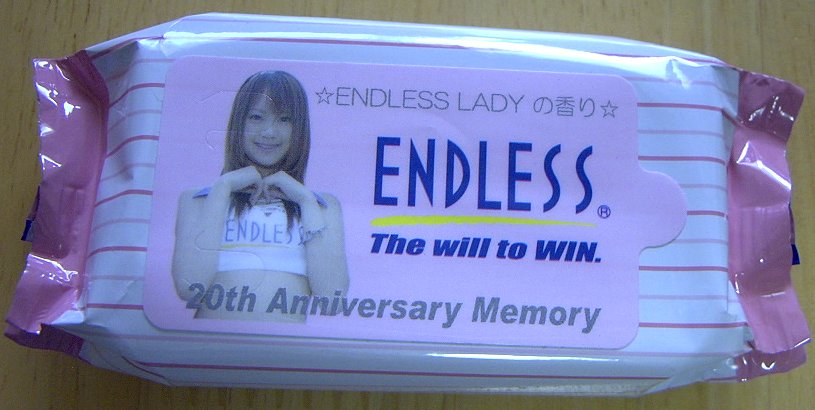 ☆ENDLESS LADY の香り☆
ENDLESS®
The will to WIN.
ENDLESS
20th Anniversary Memory